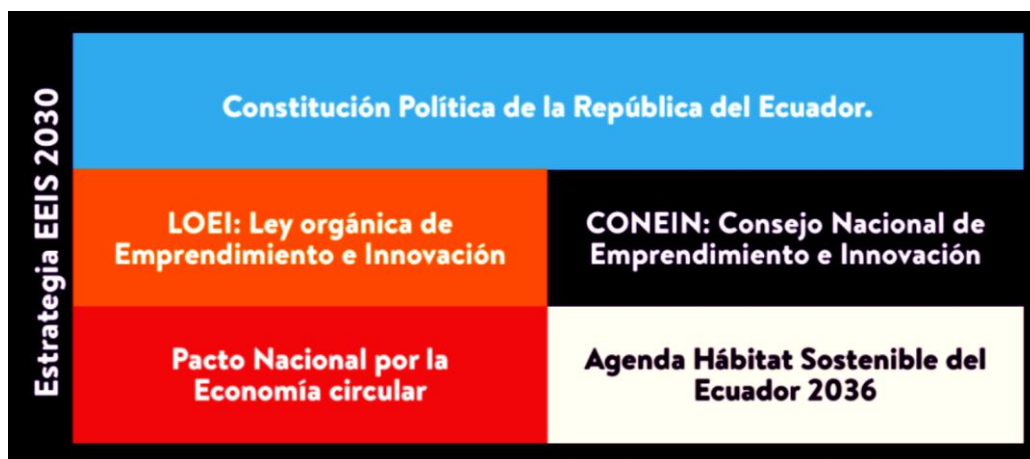 Estrategia EEIS 2030
Constitución Política de la República del Ecuador.
LOEI: Ley orgánica de
Emprendimiento e Innovación
CONEIN: Consejo Nacional de
Emprendimiento e Innovación
Pacto Nacional por la
Economía circular
Agenda Hábitat Sostenible del
Ecuador 2036